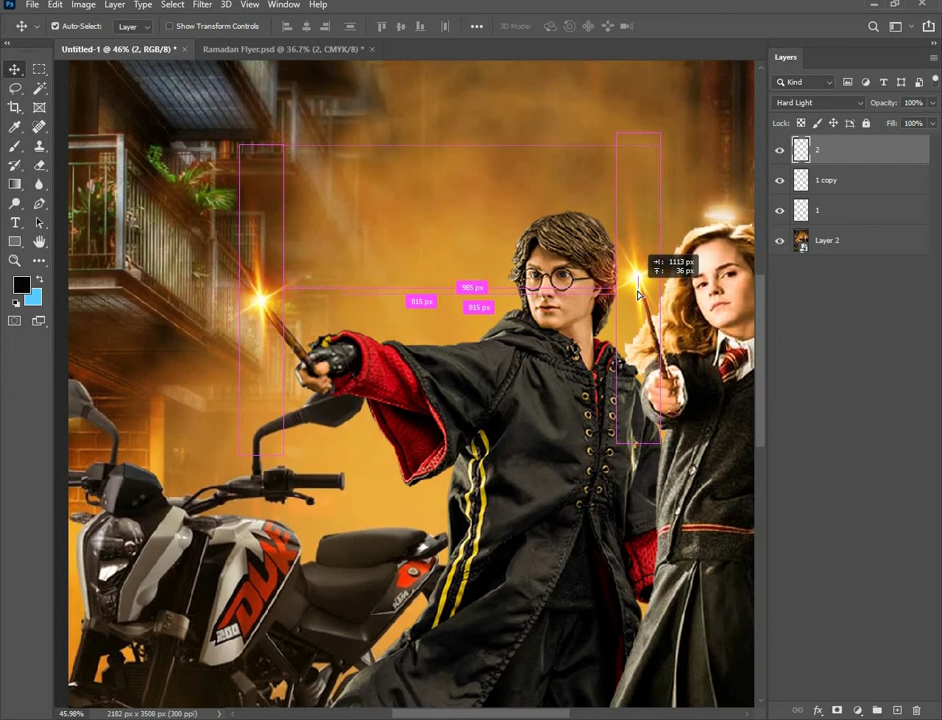 Ps File Edit Image Layer Type Select Filter 3D View Window Help
Auto-Select: Layer Show Transform Controls 3D Mode:
Untitled-1 @ 46% (2, RGB/8) * × Ramadan Flyer.psd @ 36.7% (2, CMYK/8) * ×
Layers
Kind
Hard Light Opacity: 100%
Lock: Fill: 100%
2
1 copy
1
Layer 2
→: 1113 px
36 px
985 px
815 px
815 px
DUKE
200
KTM
45.98% 2182 px x 3508 px (300 ppi)